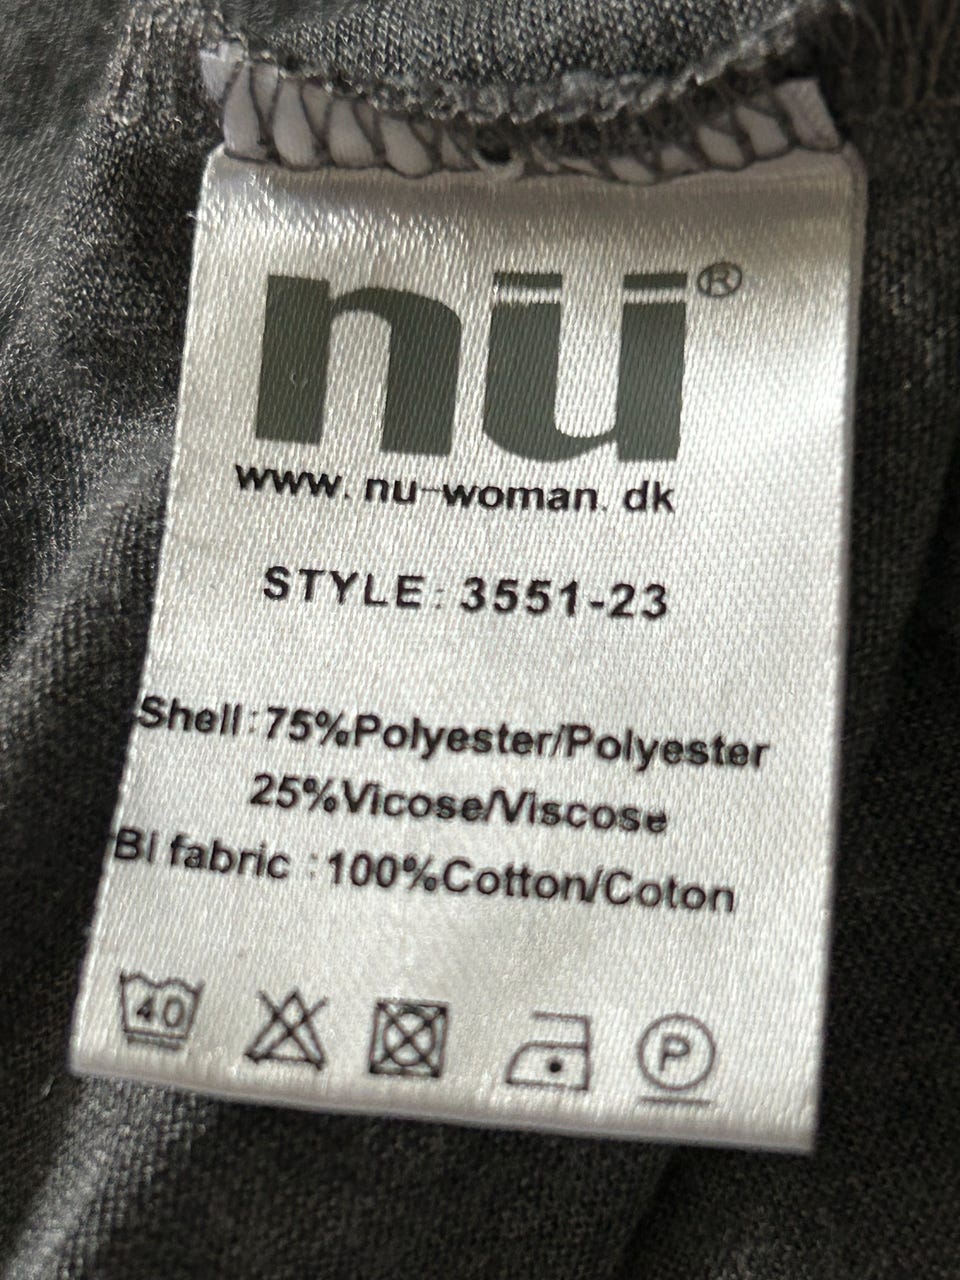 nü®
www.nu-woman.dk
STYLE: 3551-23
Shell:75%Polyester/Polyester
25%Vicose/Viscose
BI fabric :100%Cotton/Coton
40
P